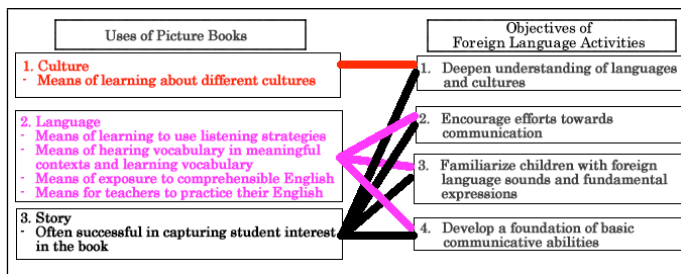 Uses of Picture Books
1. Culture
- Means of learning about different cultures
2. Language
- Means of learning to use listening strategies
- Means of hearing vocabulary in meaningful
contexts and learning vocabulary
- Means of exposure to comprehensible English
- Means for teachers to practice their English
3. Story
- Often successful in capturing student interest
in the book
Objectives of
Foreign Language Activities
1. Deepen understanding of languages
and cultures
2. Encourage efforts towards
communication
3. Familiarize children with foreign
language sounds and fundamental
expressions
4. Develop a foundation of basic
communicative abilities